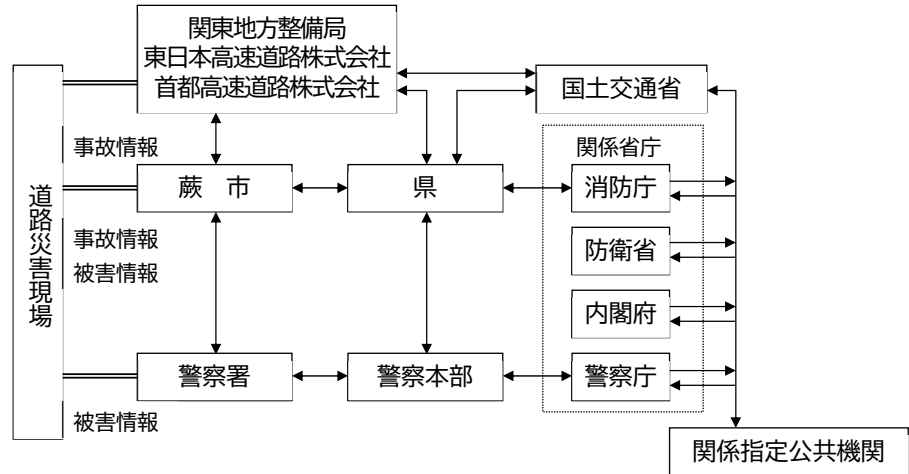 関東地方整備局
東日本高速道路株式会社
首都高速道路株式会社
国土交通省
事故情報
関係省庁
道路災害現場
蕨　市
県
消防庁
事故情報
被害情報
防衛省
内閣府
警察署
警察本部
警察庁
被害情報
関係指定公共機関